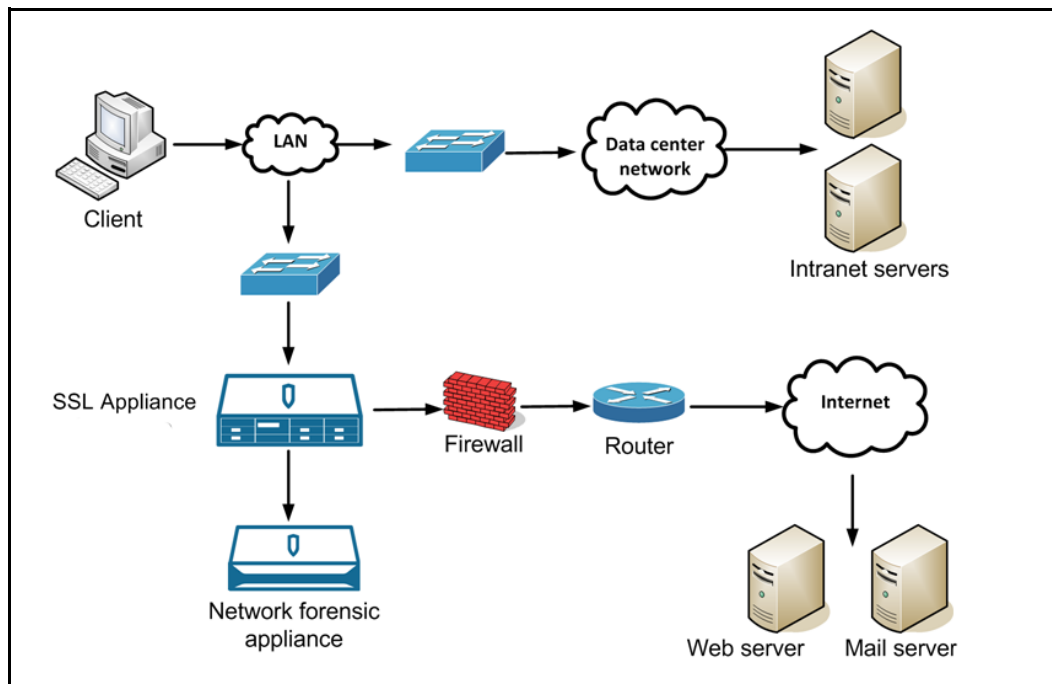 LAN
Data center
network
Client
Intranet servers
SSL Appliance
Firewall
Router
Internet
Network forensic
appliance
Web server
Mail server